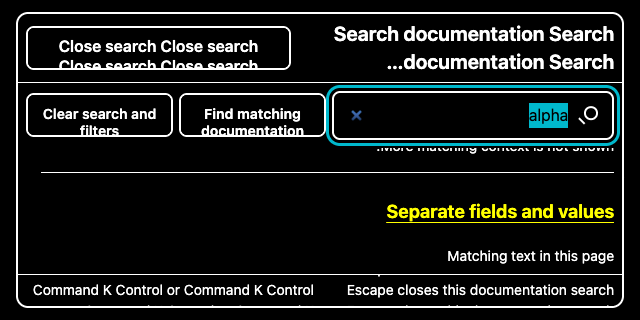 Search documentation Search
documentation Search...
Close search Close search
Close search Close search
alpha
Find matching
documentation
Clear search and
filters
More matching context is not shown.
Separate fields and values
Matching text in this page
Escape closes this documentation search
Command K Control or Command K Control